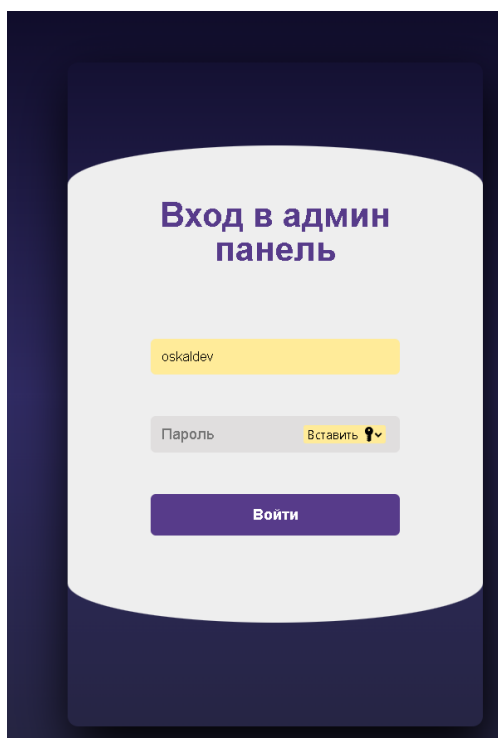 Вход в админ
панель
oskaldev
Пароль
Вставить
Войти